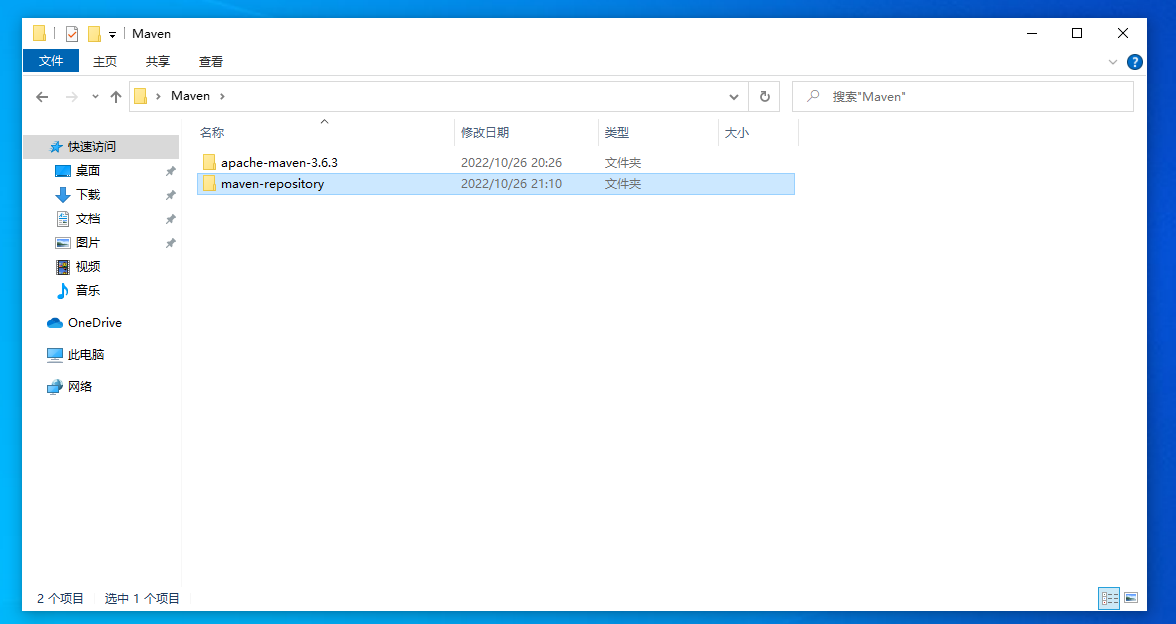 Maven
文件 主页 共享 查看
Maven 搜索"Maven"
名称 修改日期 类型 大小
快速访问
桌面
下载
文档
图片
视频
音乐
OneDrive
此电脑
网络
apache-maven-3.6.3 2022/10/26 20:26 文件夹
maven-repository 2022/10/26 21:10 文件夹
2 个项目 选中 1 个项目